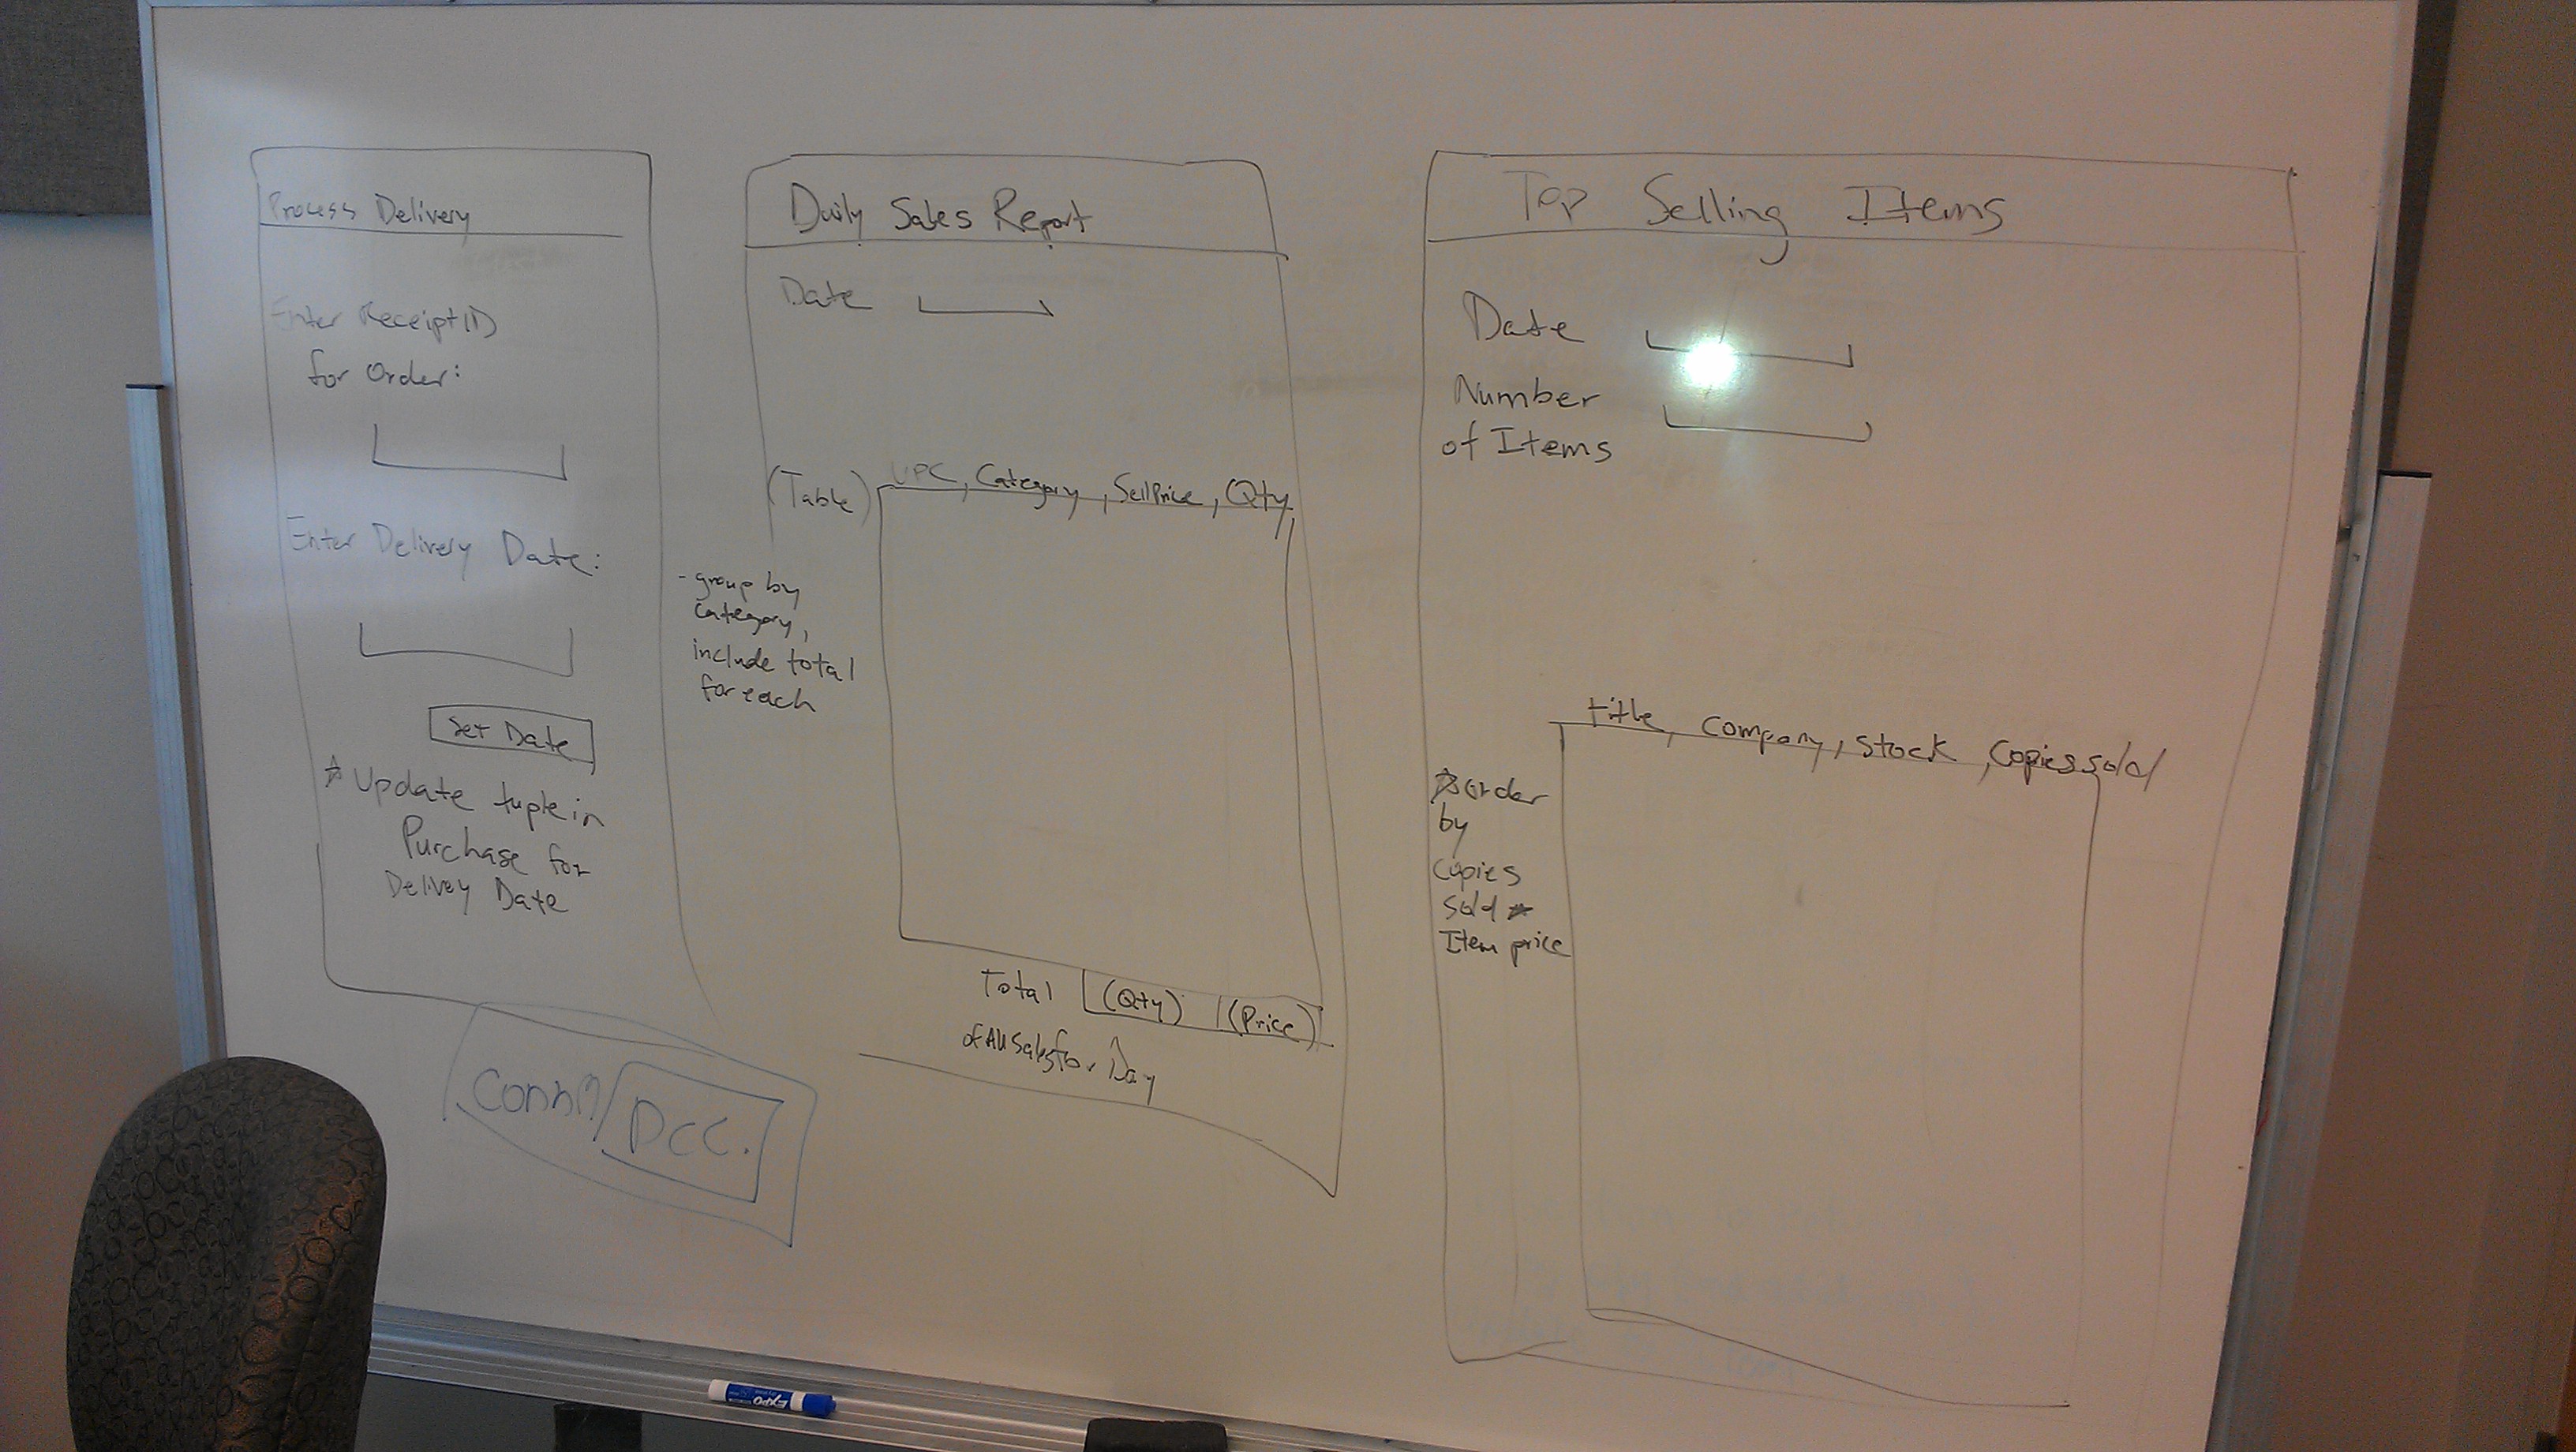 Process Delivery
Enter ReceiptID
for Order:
Enter Delivery Date:
Set Date
☆ Update tuple in
Purchase for
Delivey Date
Daily Sales Report
Date
(Table) UPC, Category, SellPrice, Qty
- group by
Category,
include total
for each
Total (Qty) (Price)
of All Sales for Day
Top Selling Items
Date
Number
of Items
title, Company, Stock, Copies sold
☆ order
by
Copies
sold *
Item price
DCC.
EXPO